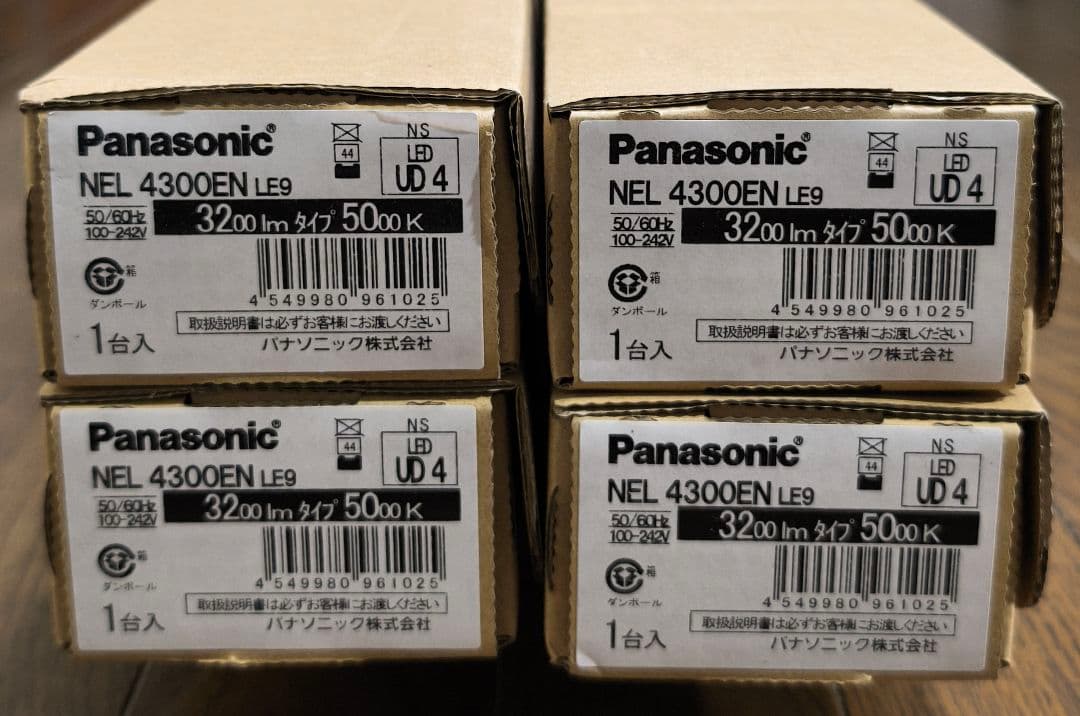 Panasonic®
NS
44
LED
UD 4
NEL 4300EN LE9
50/60Hz
100-242V
3200 lm タイプ 5000 K
箱
ダンボール
4 549980 961025
取扱説明書は必ずお客様にお渡しください
1台入
パナソニック株式会社
Panasonic®
NS
44
LED
UD 4
NEL 4300EN LE9
50/60Hz
100-242V
3200 lm タイプ 5000 K
箱
ダンボール
4 549980 961025
取扱説明書は必ずお客様にお渡しください
1台入
パナソニック株式会社
Panasonic®
NS
44
LED
UD 4
NEL 4300EN LE9
50/60Hz
100-242V
3200 lm タイプ 5000 K
箱
ダンボール
4 549980 961025
取扱説明書は必ずお客様にお渡しください
1台入
パナソニック株式会社
Panasonic®
NS
44
LED
UD 4
NEL 4300EN LE9
50/60Hz
100-242V
3200 lm タイプ 5000 K
箱
ダンボール
4 549980 961025
取扱説明書は必ずお客様にお渡しください
1台入
パナソニック株式会社